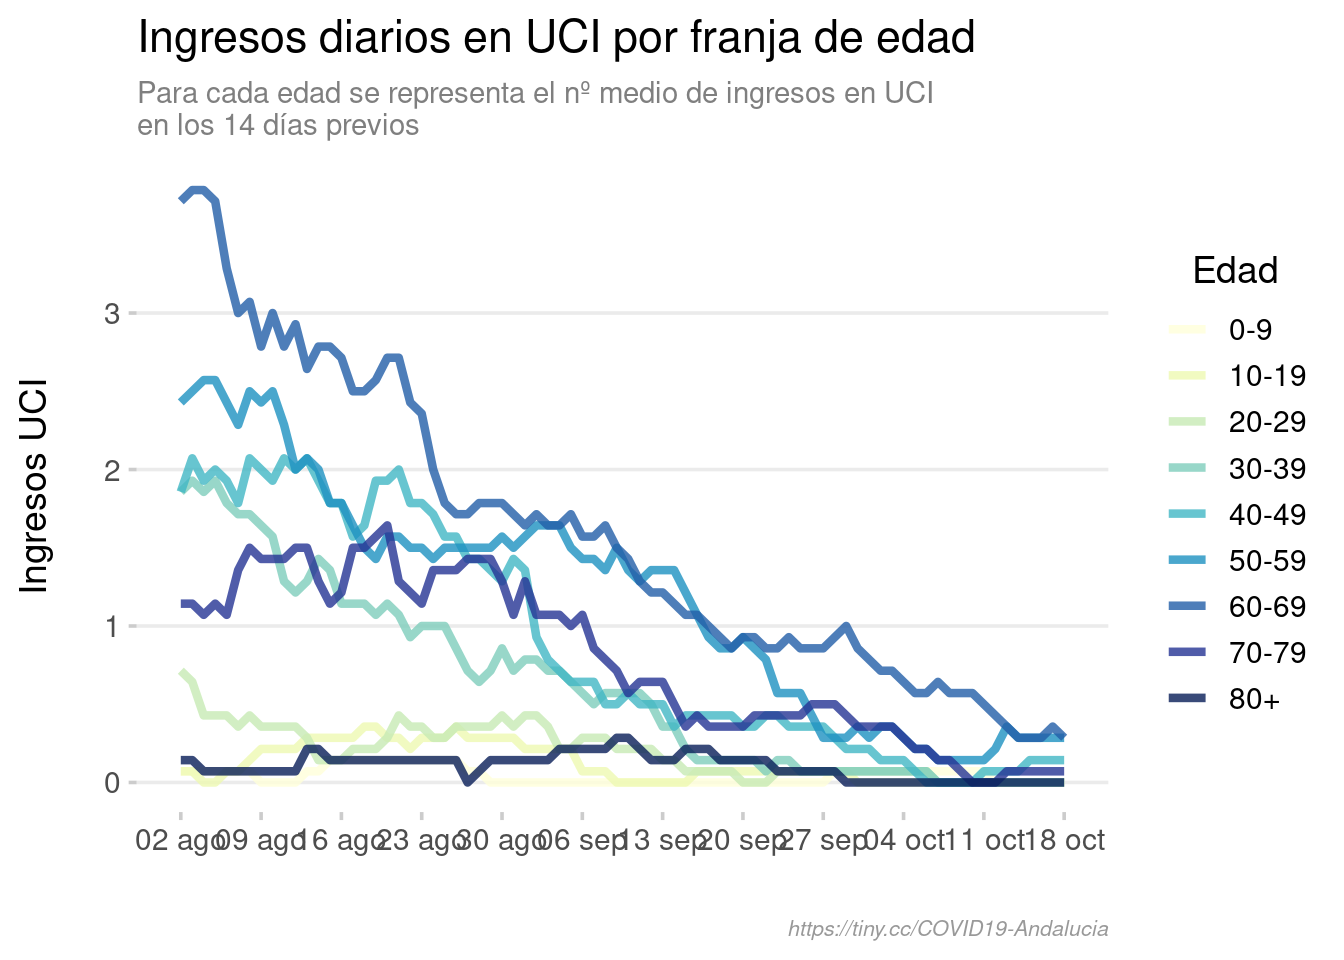 Ingresos diarios en UCI por franja de edad
Para cada edad se representa el nº medio de ingresos en UCI
en los 14 días previos
Ingresos UCI
3
2
1
0
02 ago
09 ago
16 ago
23 ago
30 ago
06 sep
13 sep
20 sep
27 sep
04 oct
11 oct
18 oct
Edad
0-9
10-19
20-29
30-39
40-49
50-59
60-69
70-79
80+
https://tiny.cc/COVID19-Andalucia